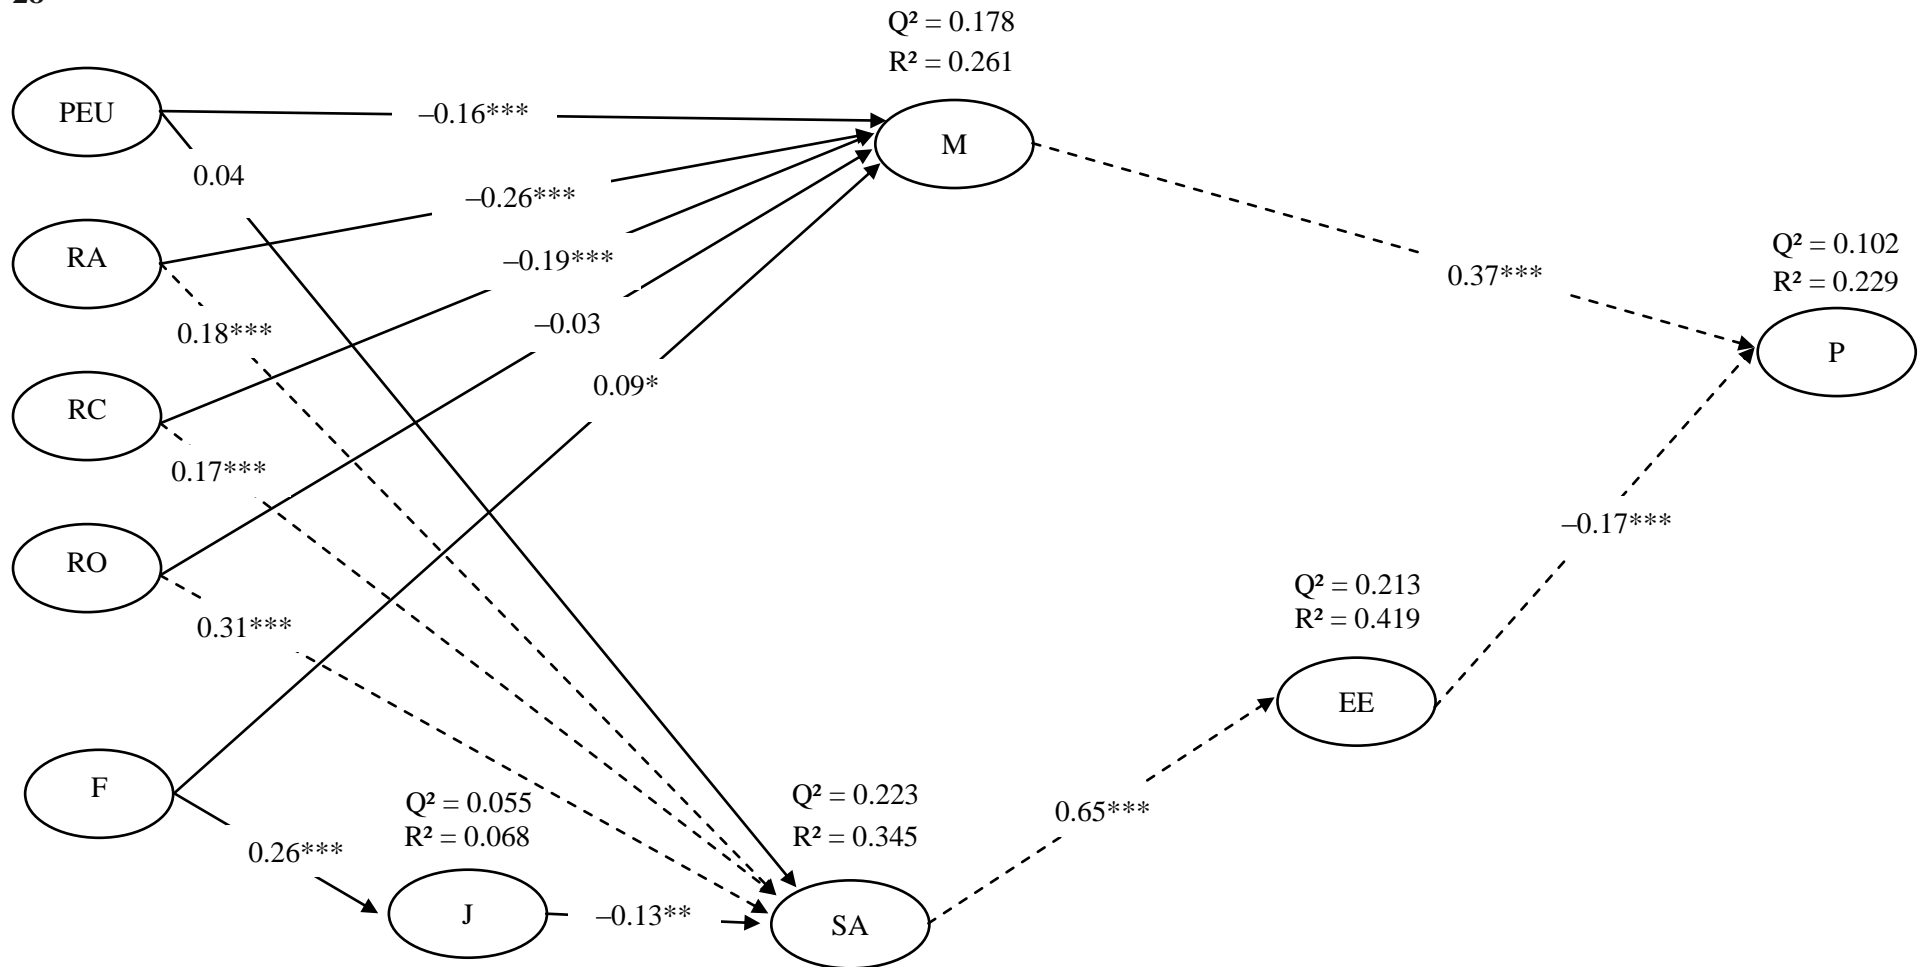 Q² = 0.178
R² = 0.261
PEU
–0.16***
M
0.04
–0.26***
RA
–0.19***
Q² = 0.102
R² = 0.229
0.37***
0.18***
–0.03
P
RC
0.09*
0.17***
RO
–0.17***
0.31***
Q² = 0.213
R² = 0.419
EE
F
Q² = 0.055
R² = 0.068
Q² = 0.223
R² = 0.345
0.65***
0.26***
J
–0.13**
SA